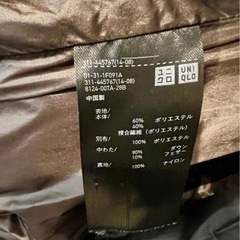 311-445767(14-08)
ユニクロ
UNIQLO
01-31-1F091A
311-445767(14-08)
8124-00TA-28B
中国製
表地/
本体/
60% ポリエステル
40%
複合繊維(ポリエステル)
別布/
100% ポリエステル
中わた/
90% ダウン
10% フェザー
裏地/
100% ナイロン